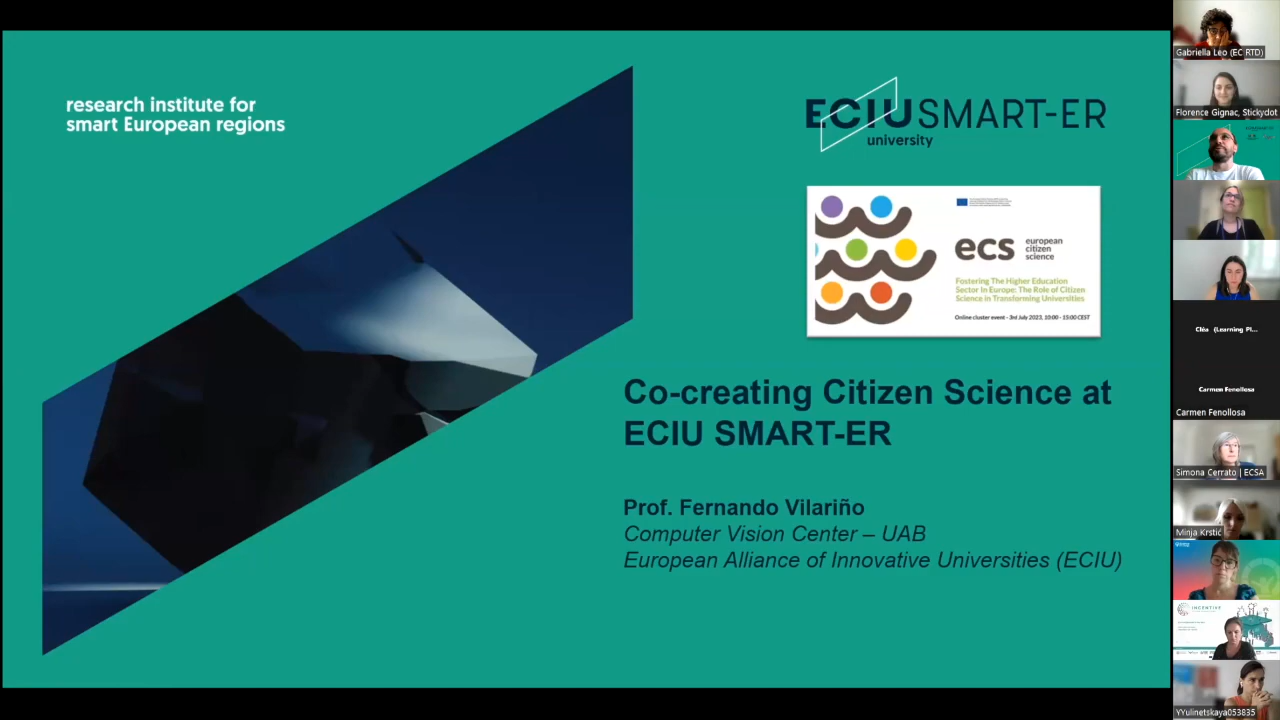 research institute for
smart European regions
ECIU SMART-ER
university
ecs
european
citizen
science
Fostering The Higher Education
Sector In Europe: The Role of Citizen
Science in Transforming Universities
Online cluster event - 3rd July 2023, 10:00 - 15:00 CEST
Co-creating Citizen Science at
ECIU SMART-ER
Prof. Fernando Vilariño
Computer Vision Center – UAB
European Alliance of Innovative Universities (ECIU)
Gabriella Leo (EC RTD)
Florence Gignac, Stickydot
Cléa (Learning Pl...
Carmen Fenollosa
Carmen Fenollosa
Simona Cerrato | ECSA
Minja Krstić
INCENTIVE
YYulinetskaya053835